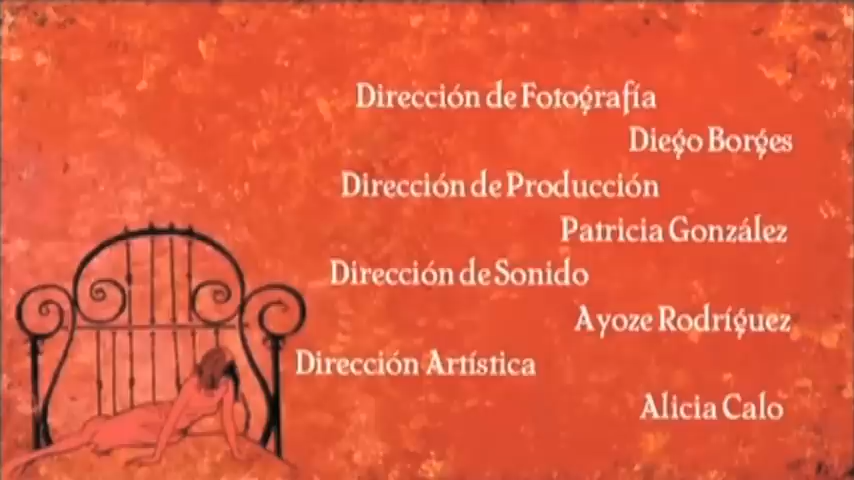 Dirección de Fotografía
Diego Borges
Dirección de Producción
Patricia González
Dirección de Sonido
Ayoze Rodríguez
Dirección Artística
Alicia Calo